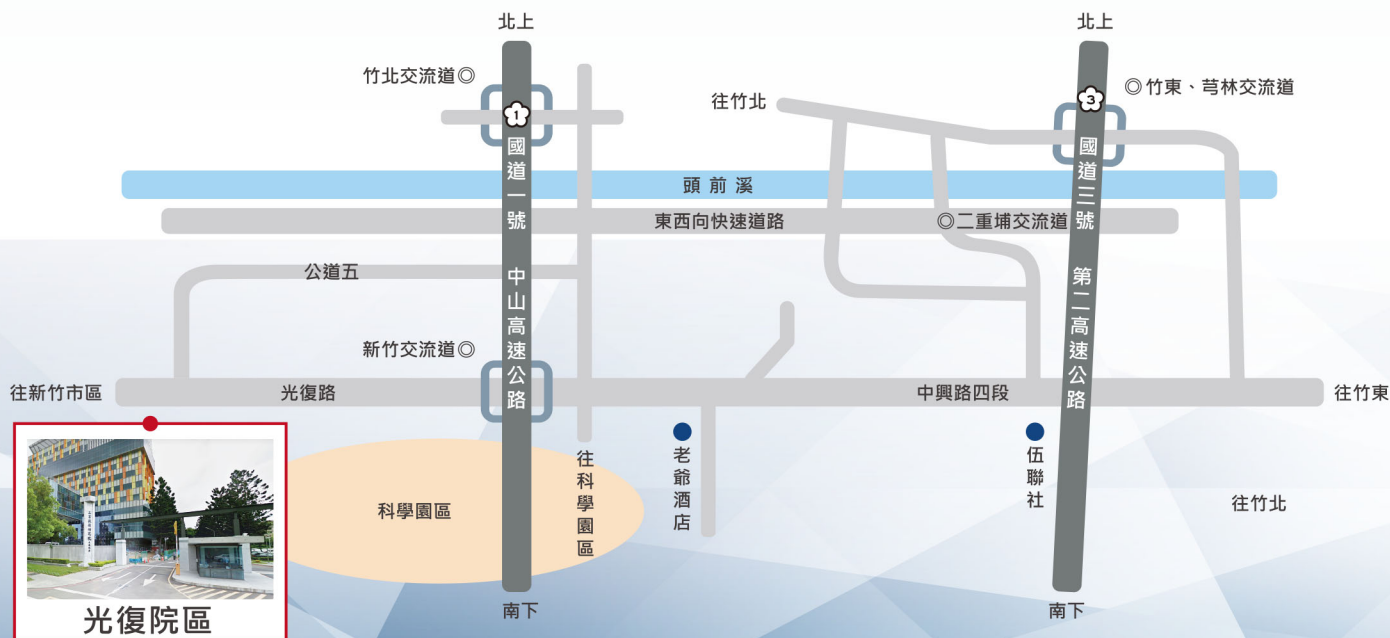 北上
北上
竹北交流道◎
1
往竹北
3
◎竹東、芎林交流道
國道一號 中山高速公路
國道三號 第二高速公路
頭前溪
東西向快速道路
◎二重埔交流道
公道五
新竹交流道◎
往新竹市區
光復路
中興路四段
往竹東
科學園區
往科學園區
老爺酒店
伍聯社
往竹北
南下
南下
光復院區